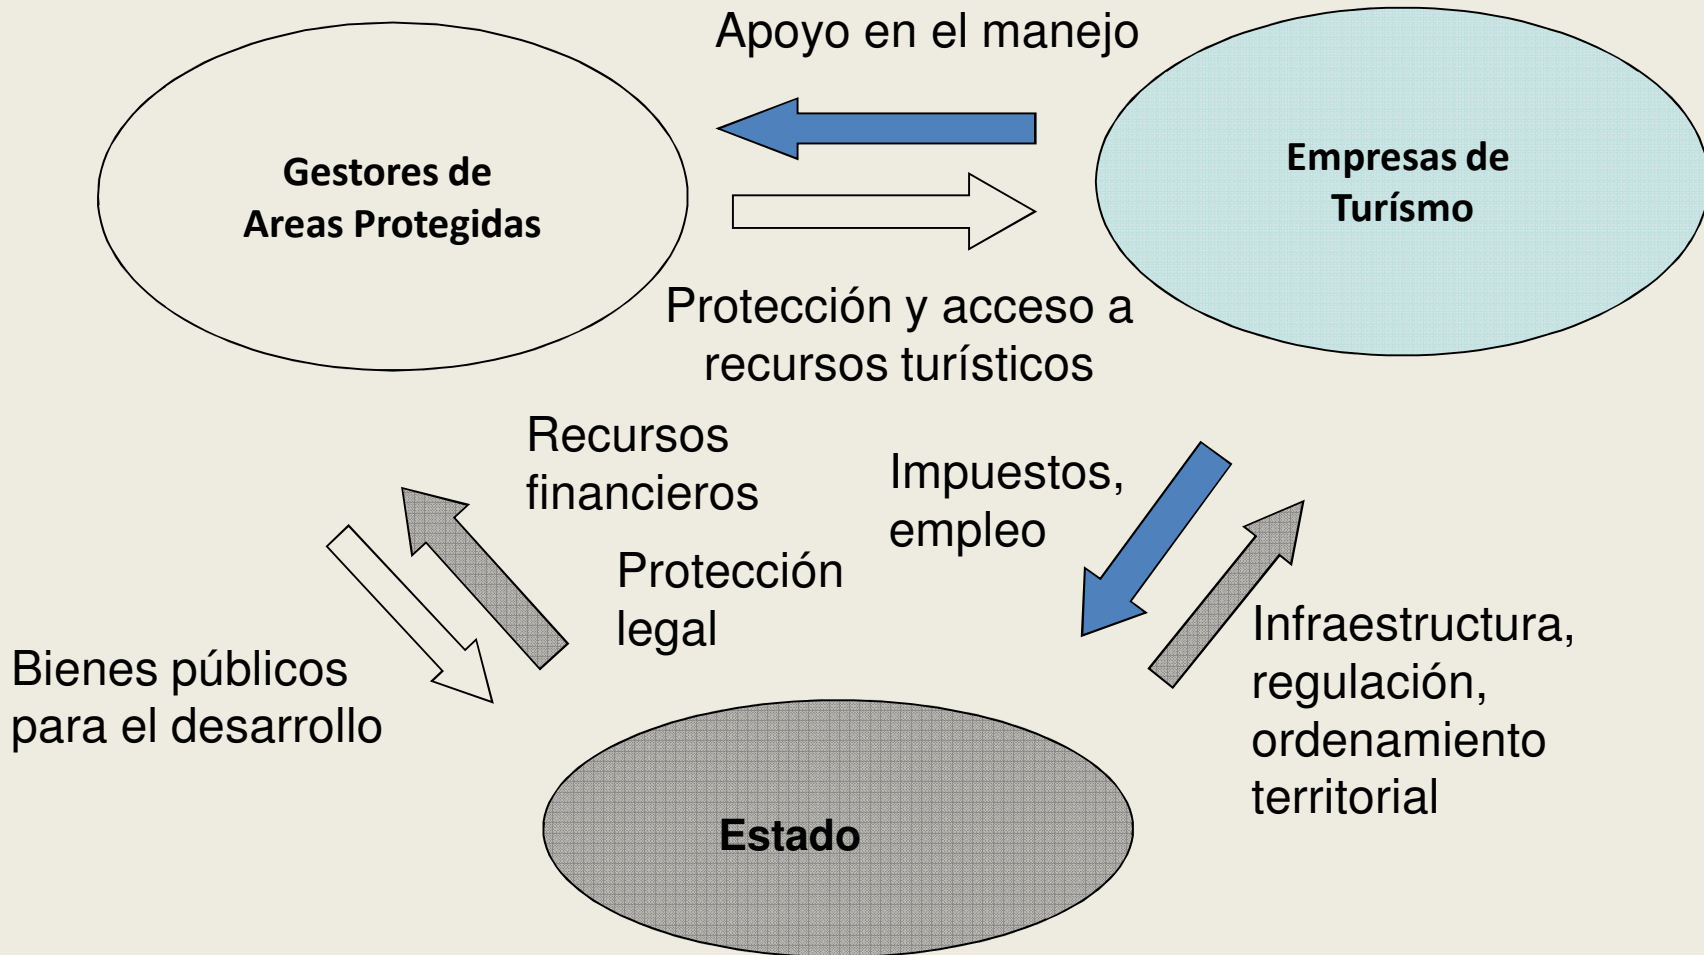 Apoyo en el manejo
Gestores de
Areas Protegidas
Empresas de
Turísmo
Protección y acceso a
recursos turísticos
Recursos
financieros
Impuestos,
empleo
Protección
legal
Infraestructura,
regulación,
ordenamiento
territorial
Bienes públicos
para el desarrollo
Estado